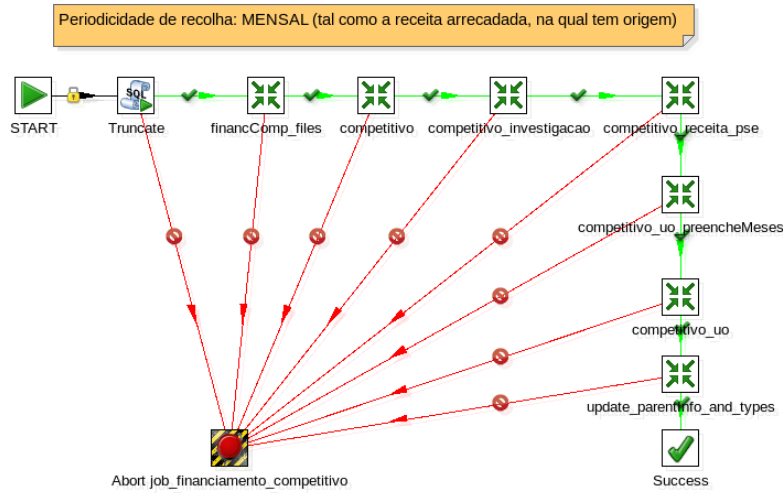 Periodicidade de recolha: MENSAL (tal como a receita arrecadada, na qual tem origem)
SQL
START
Truncate
financComp_files
competitivo
competitivo_investigacao
competitivo_receita_pse
competitivo_uo_preencheMeses
competitivo_uo
update_parentInfo_and_types
Abort job_financiamento_competitivo
Success